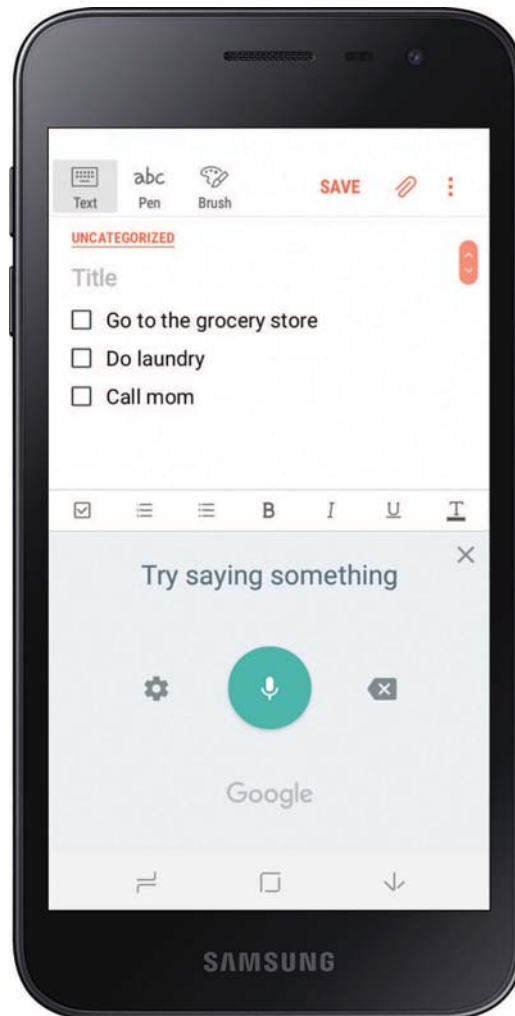 abc
SAVE
Text Pen Brush
UNCATEGORIZED
Title
Go to the grocery store
Do laundry
Call mom
B I U T
Try saying something
Google
SAMSUNG